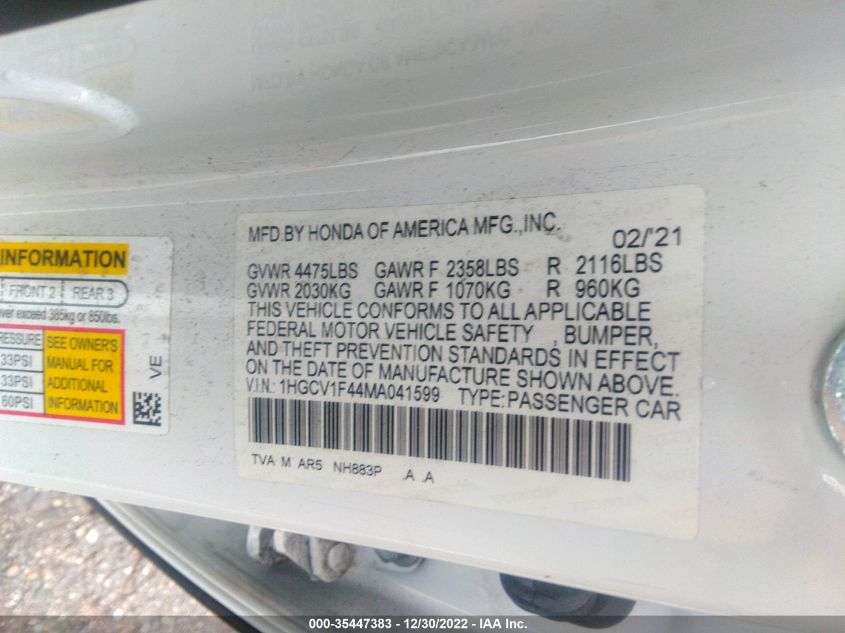 MFD.BY HONDA OF AMERICA MFG.,INC. 02/'21
GVWR 4475LBS GAWR F 2358LBS R 2116LBS
GVWR 2030KG GAWR F 1070KG R 960KG
THIS VEHICLE CONFORMS TO ALL APPLICABLE
FEDERAL MOTOR VEHICLE SAFETY , BUMPER,
AND THEFT PREVENTION STANDARDS IN EFFECT
ON THE DATE OF MANUFACTURE SHOWN ABOVE.
V.I.N.: 1HGCV1F44MA041599 TYPE:PASSENGER CAR
TVA M AR5 NH883P .A .A
INFORMATION
FRONT 2 REAR 3
exceed 385kg or 850lbs.
SEE OWNER'S
MANUAL FOR
ADDITIONAL
INFORMATION
33PSI
33PSI
60PSI
VE
000-35447383 - 12/30/2022 - IAA Inc.